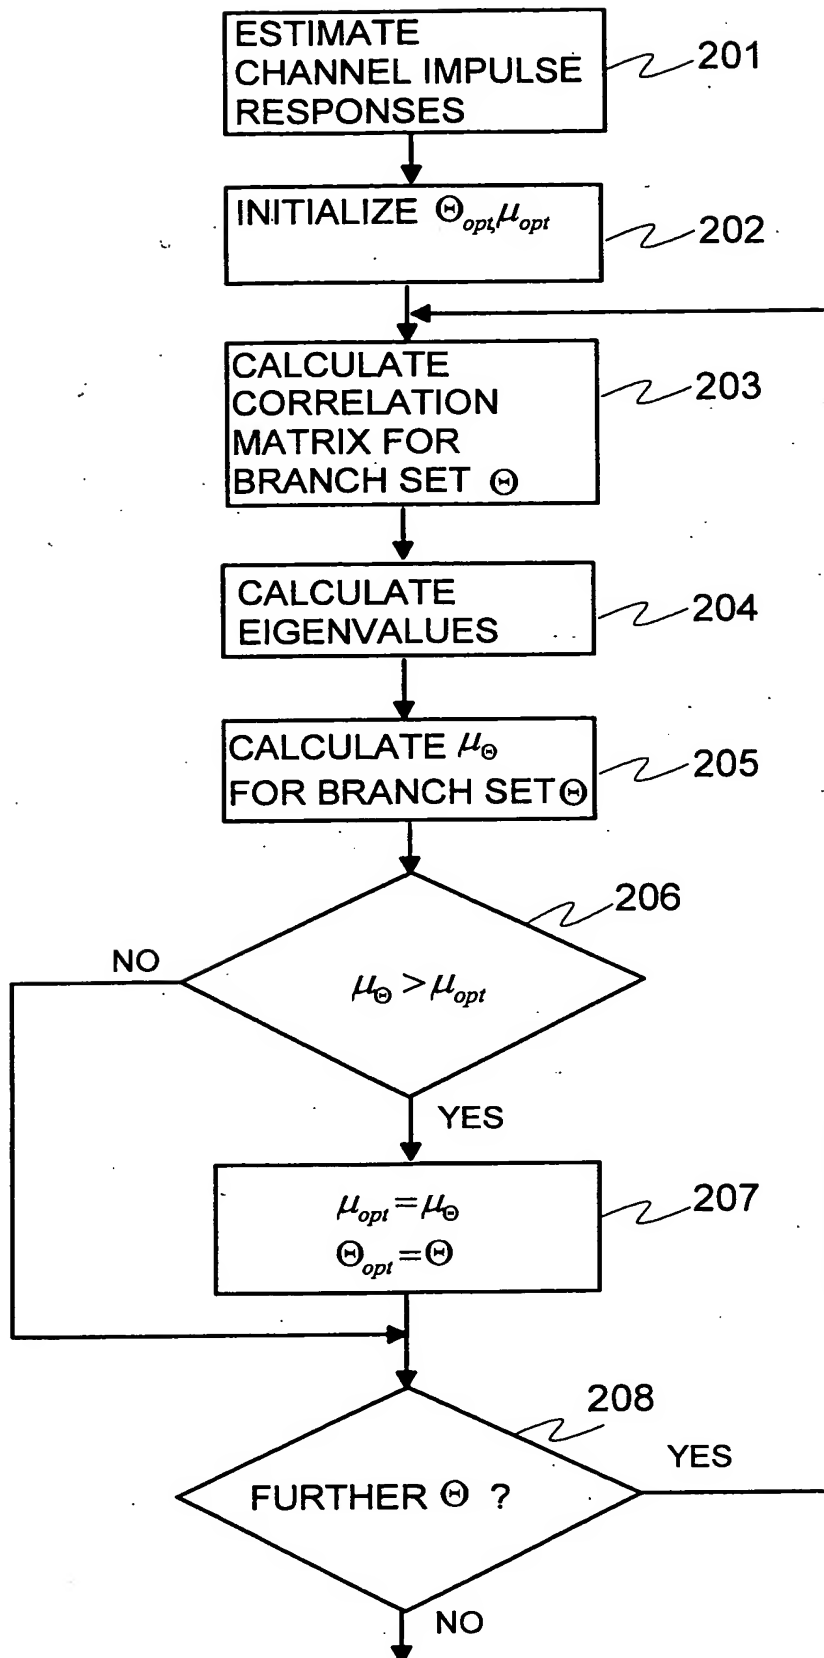 ESTIMATE
CHANNEL IMPULSE
RESPONSES
201
INITIALIZE Θopt, μopt
202
CALCULATE
CORRELATION
MATRIX FOR
BRANCH SET Θ
203
CALCULATE
EIGENVALUES
204
CALCULATE μΘ
FOR BRANCH SET Θ
205
206
NO
μΘ > μopt
YES
μopt = μΘ
Θopt = Θ
207
208
YES
FURTHER Θ ?
NO